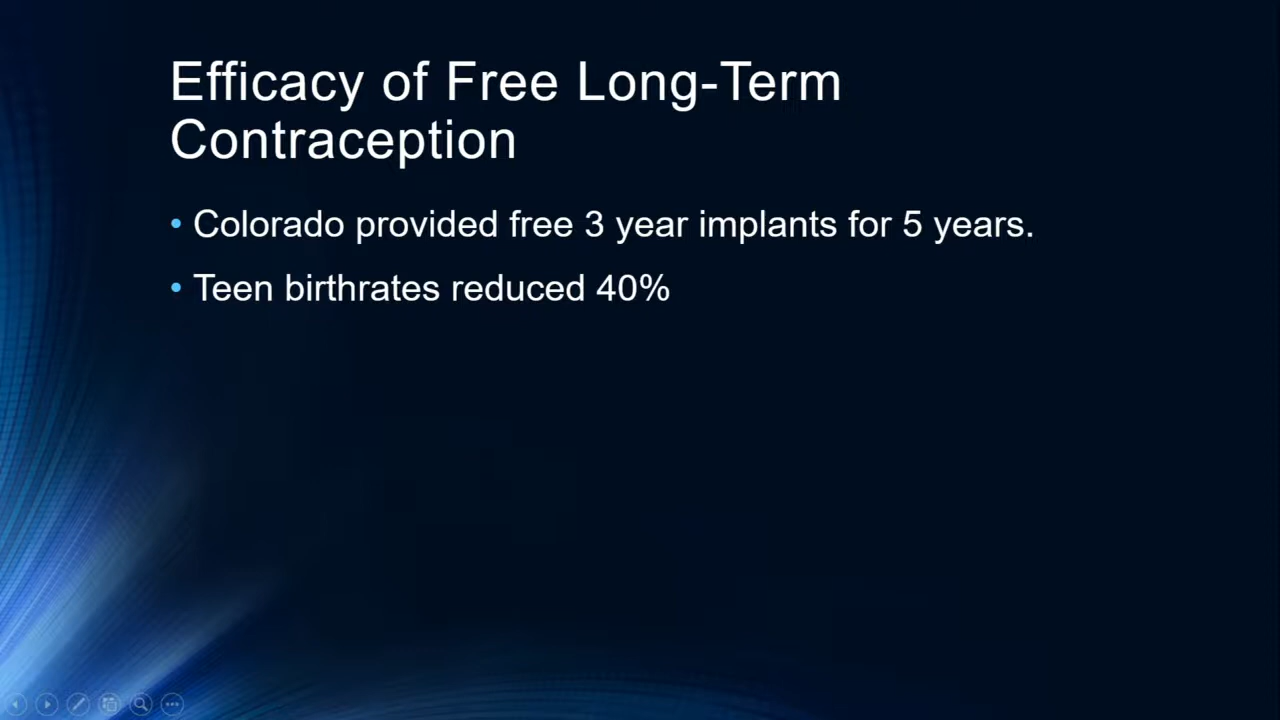 Efficacy of Free Long-Term
Contraception
• Colorado provided free 3 year implants for 5 years.
• Teen birthrates reduced 40%